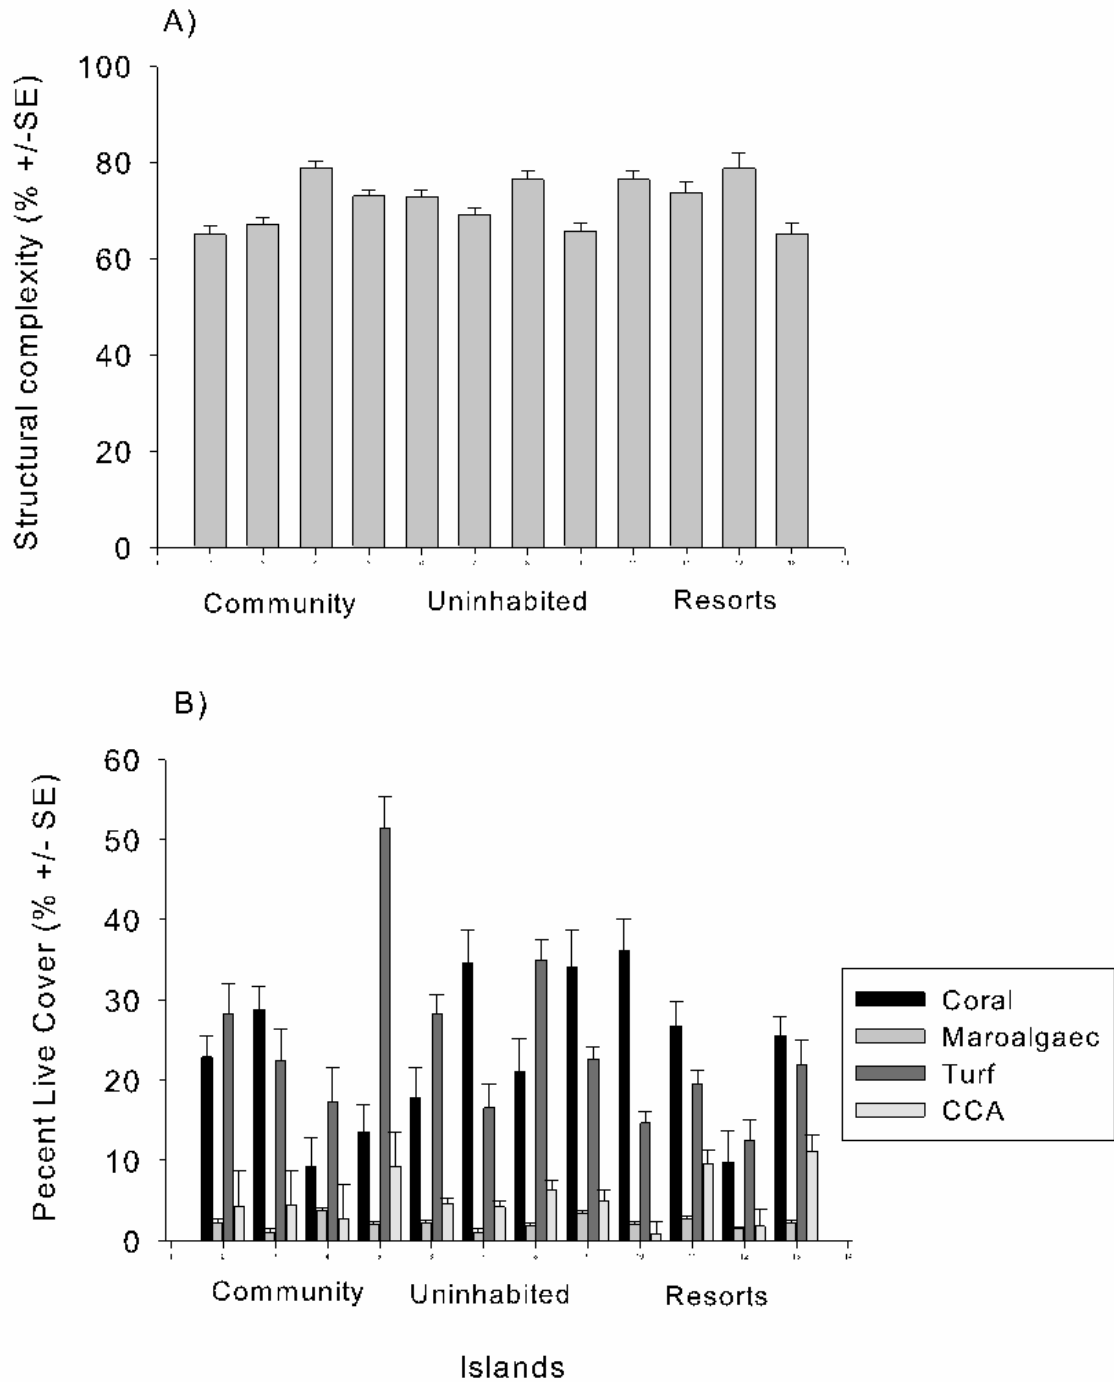 A)
Structural complexity (% +/-SE)
100
80
60
40
20
0
Community Uninhabited Resorts
B)
Pecent Live Cover (% +/- SE)
60
50
40
30
20
10
0
Coral
Maroalgaec
Turf
CCA
Community Uninhabited Resorts
Islands